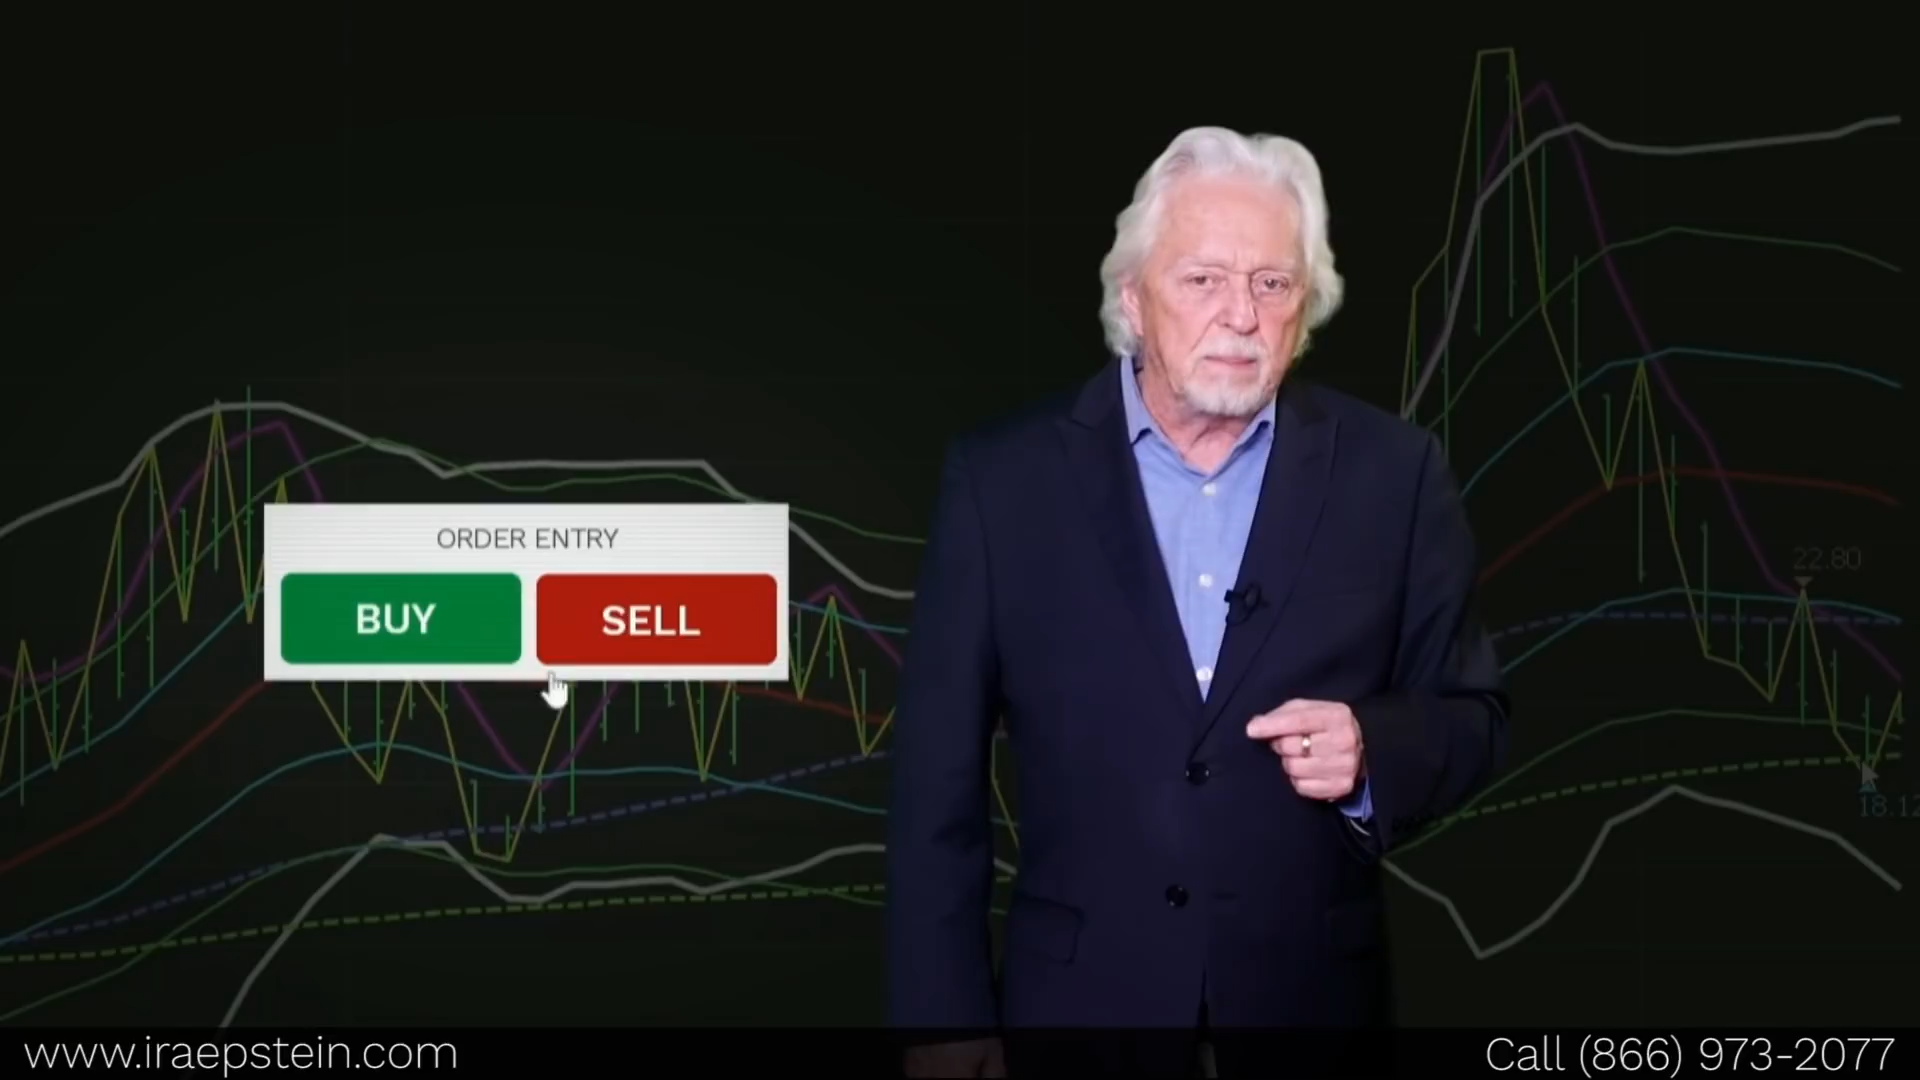 ORDER ENTRY
BUY
SELL
22.80
www.iraepstein.com
Call (866) 973-2077